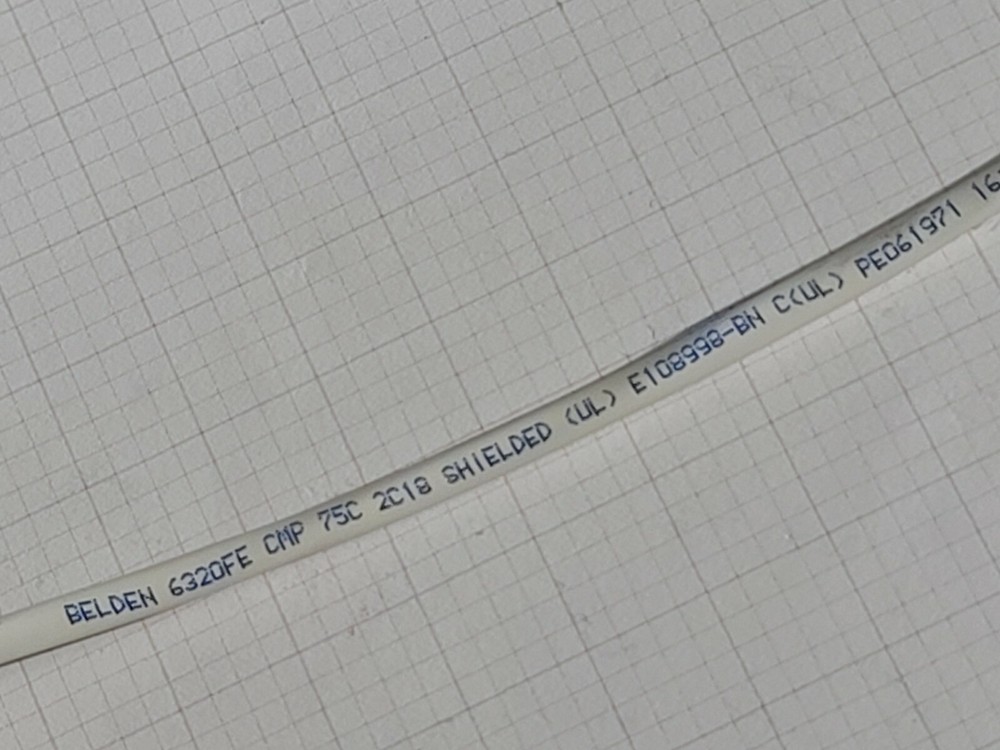 BELDEN 6320FE CMP 75C 2C18 SHIELDED (UL) E108998-BN C(UL) PE061971